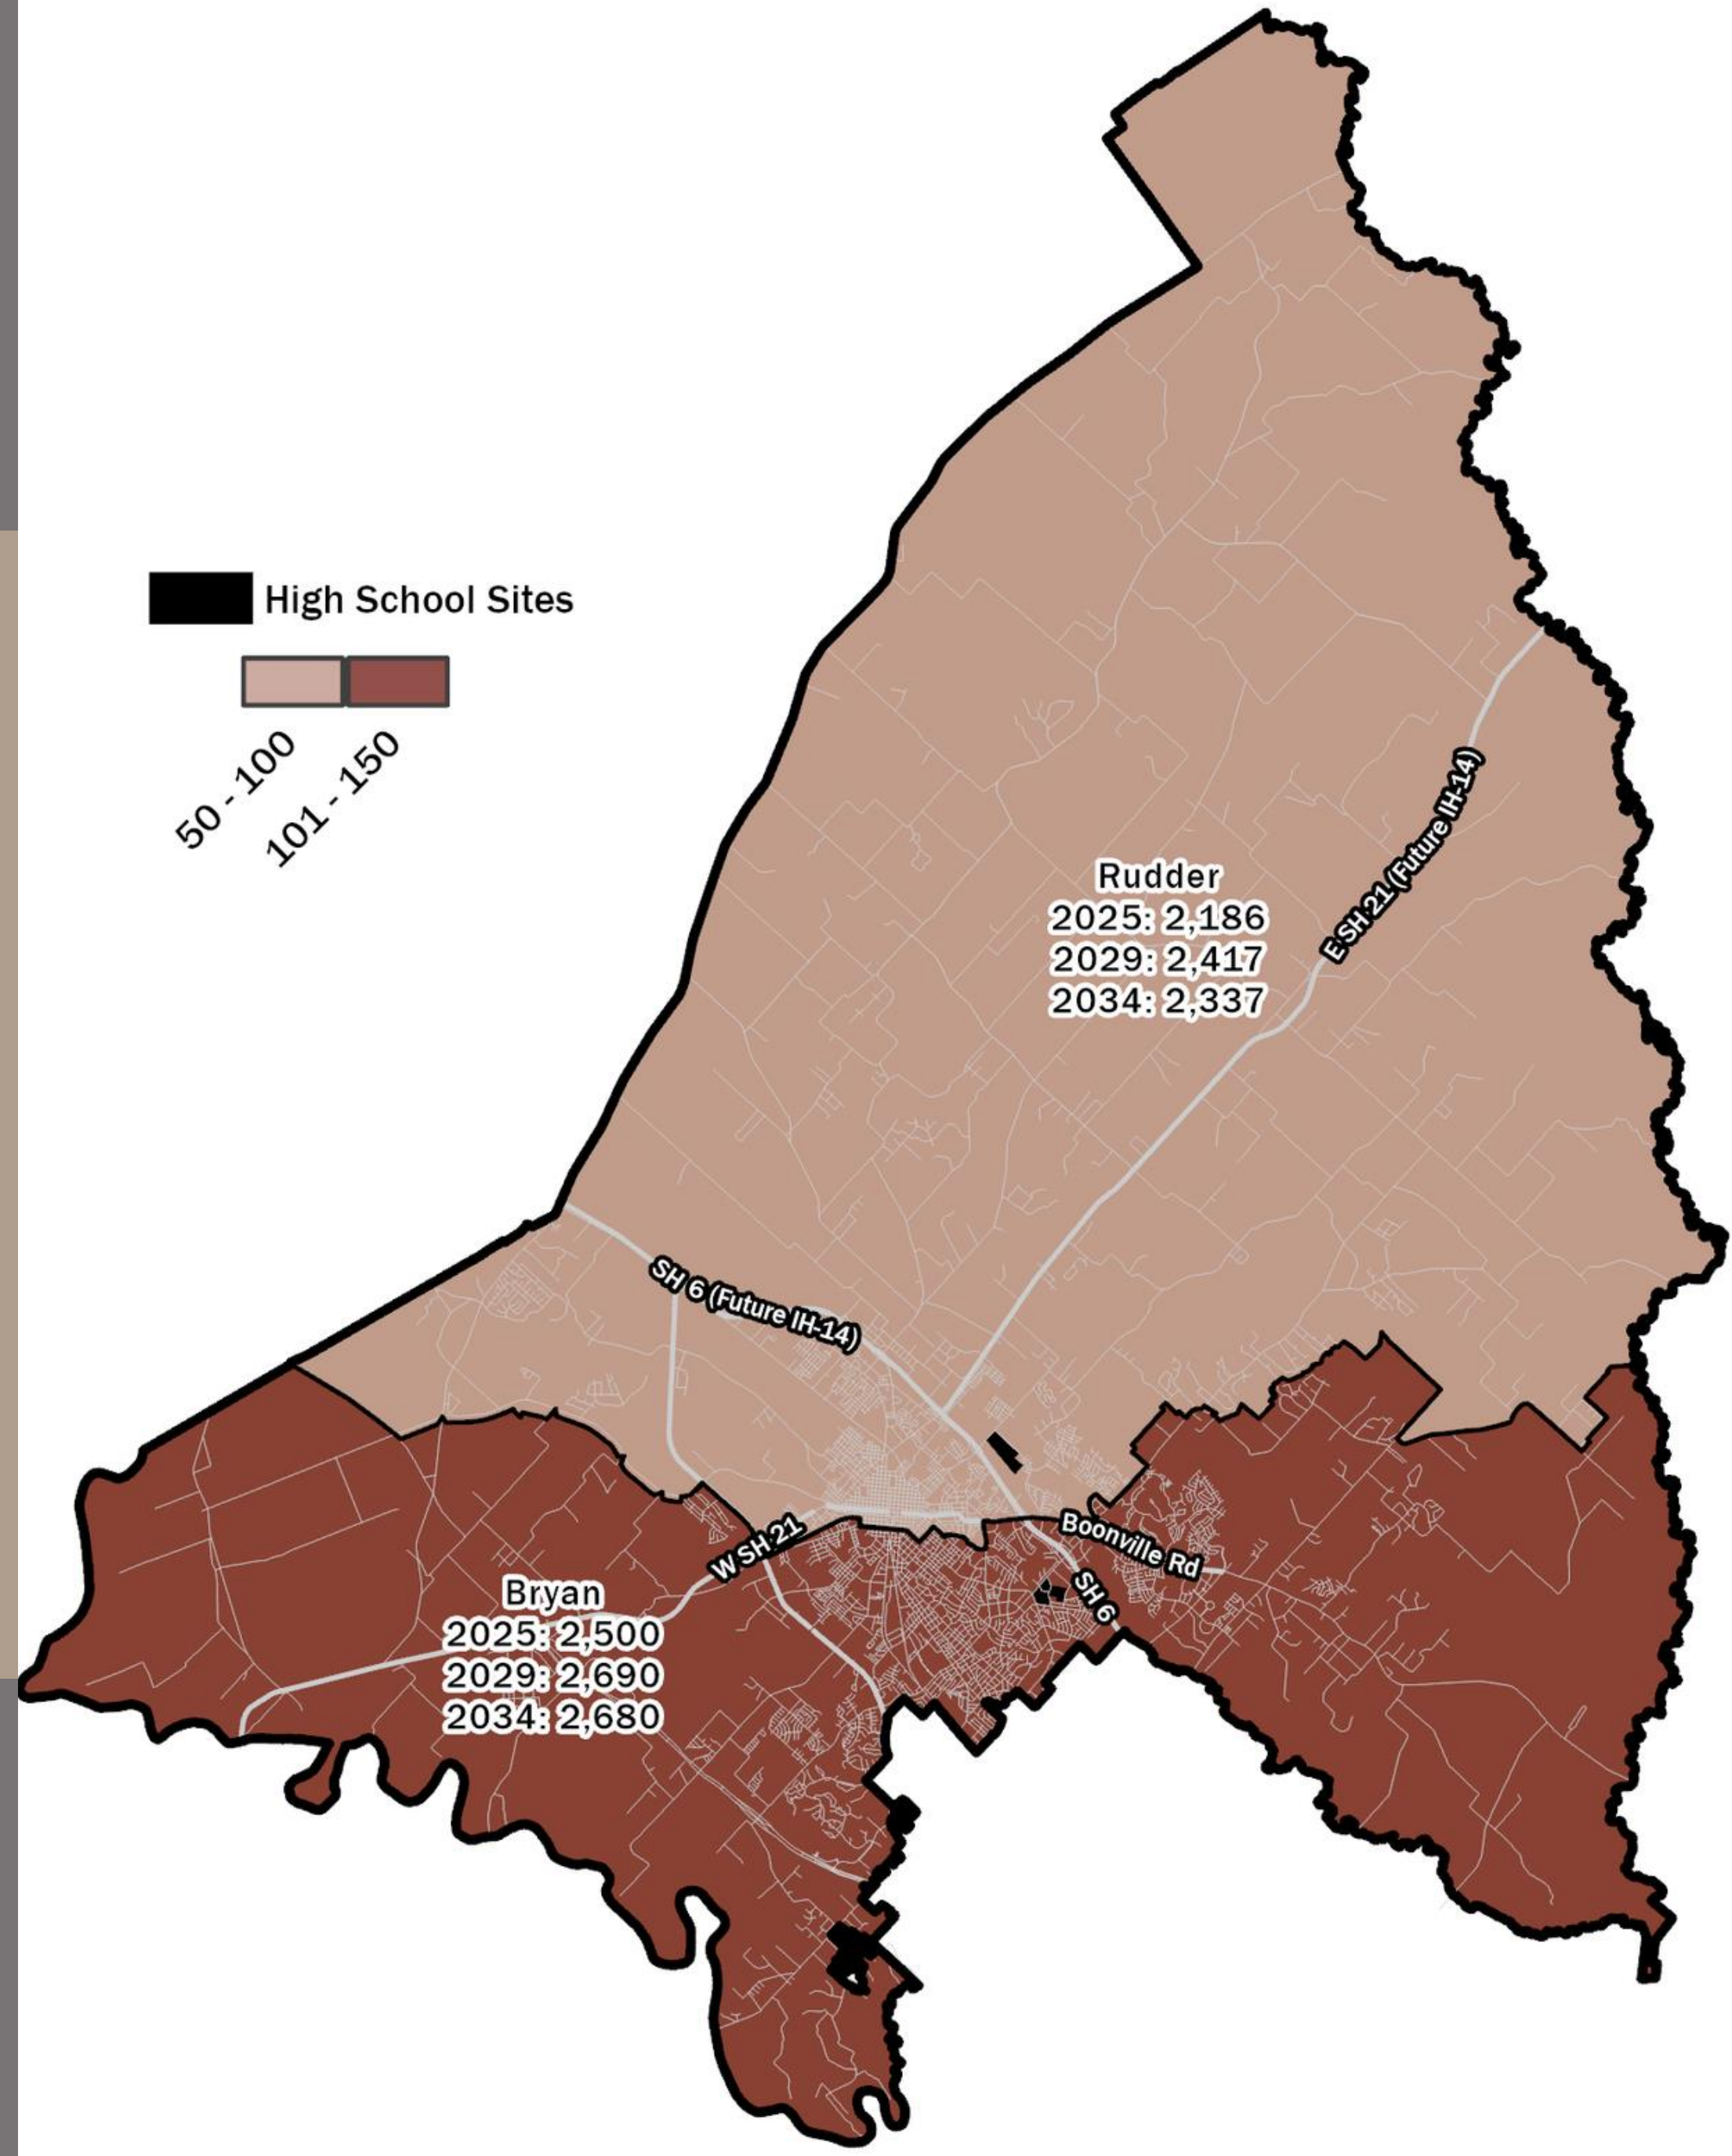 High School Sites
50 - 100
101 - 150
Rudder
2025: 2,186
2029: 2,417
2034: 2,337
E SH 21 (Future IH-14)
SH 6 (Future IH-14)
W SH 21
Boonville Rd
SH 6
Bryan
2025: 2,500
2029: 2,690
2034: 2,680